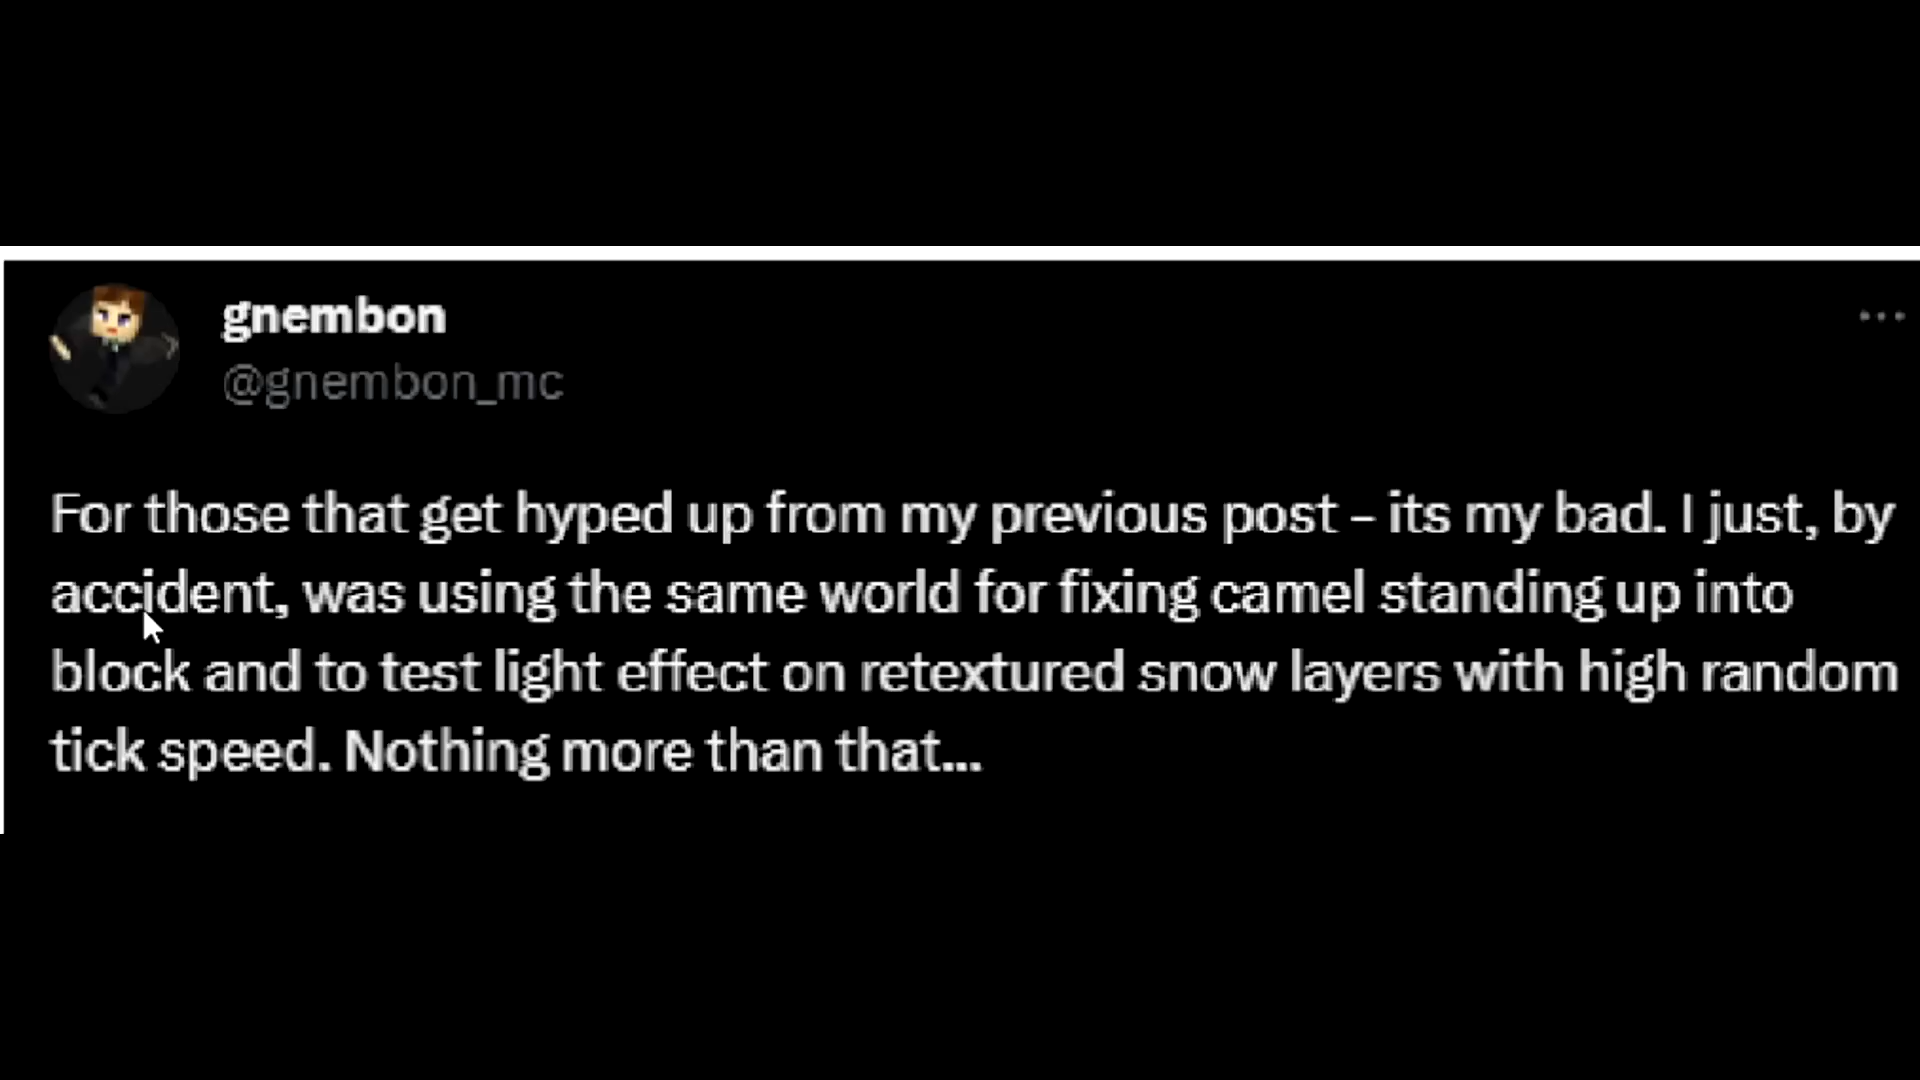 gnembon
@gnembon_mc
For those that get hyped up from my previous post – its my bad. I just, by
accident, was using the same world for fixing camel standing up into
block and to test light effect on retextured snow layers with high random
tick speed. Nothing more than that...